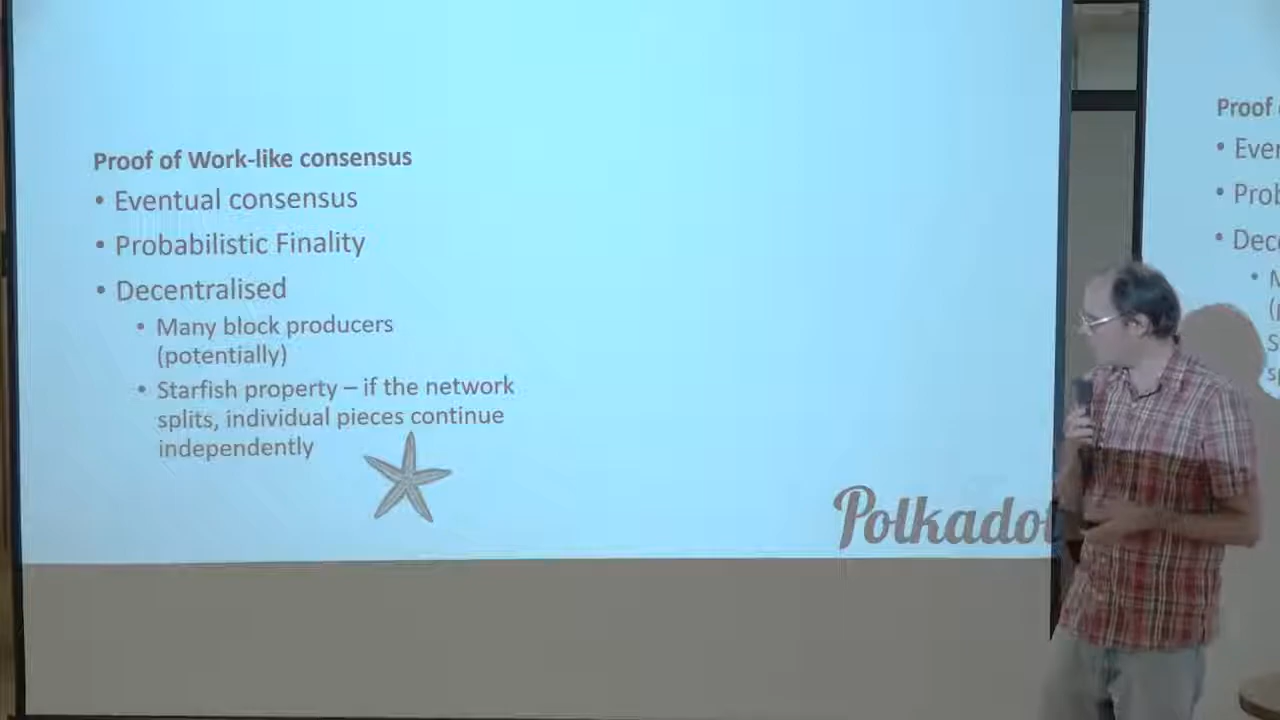 Proof of Work-like consensus
• Eventual consensus
• Probabilistic Finality
• Decentralised
• Many block producers
(potentially)
• Starfish property – if the network
splits, individual pieces continue
independently
Polkadot
Proof
• Even
• Prob
• Dec